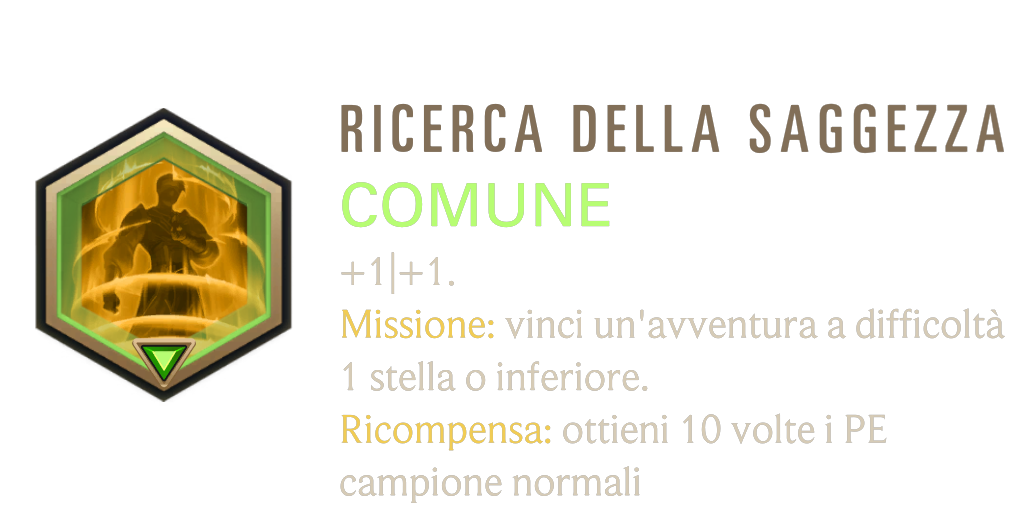 RICERCA DELLA SAGGEZZA
COMUNE
+1|+1.
Missione: vinci un'avventura a difficoltà
1 stella o inferiore.
Ricompensa: ottieni 10 volte i PE
campione normali